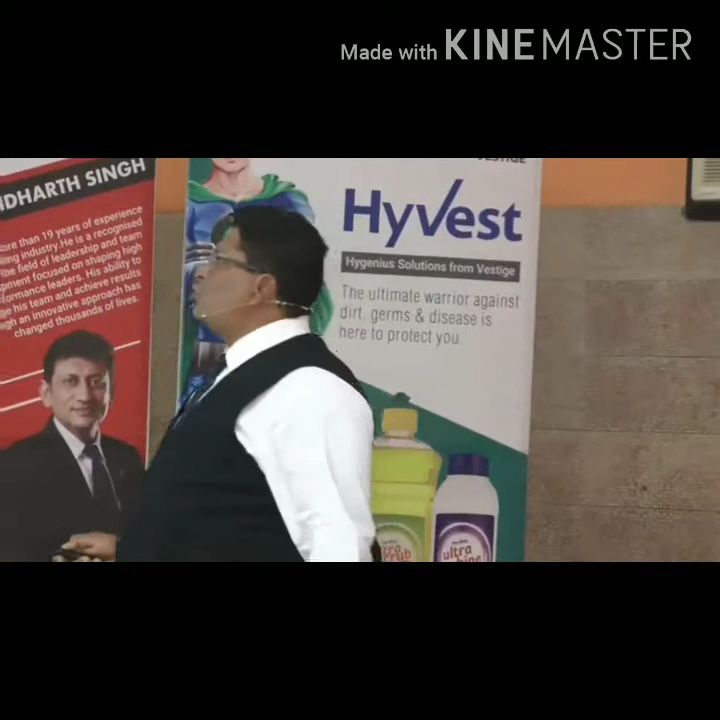 Made with KINEMASTER
DHARTH SINGH
than 19 years of experience
industry.He is a recognised
the field of leadership and team
focused on shaping high
leaders. His ability to
his team and achieve results
an innovative approach has
changed thousands of lives.
VESTIGE
HyVest
Hygenius Solutions from Vestige
The ultimate warrior against
dirt, germs & disease is
here to protect you.
ultra